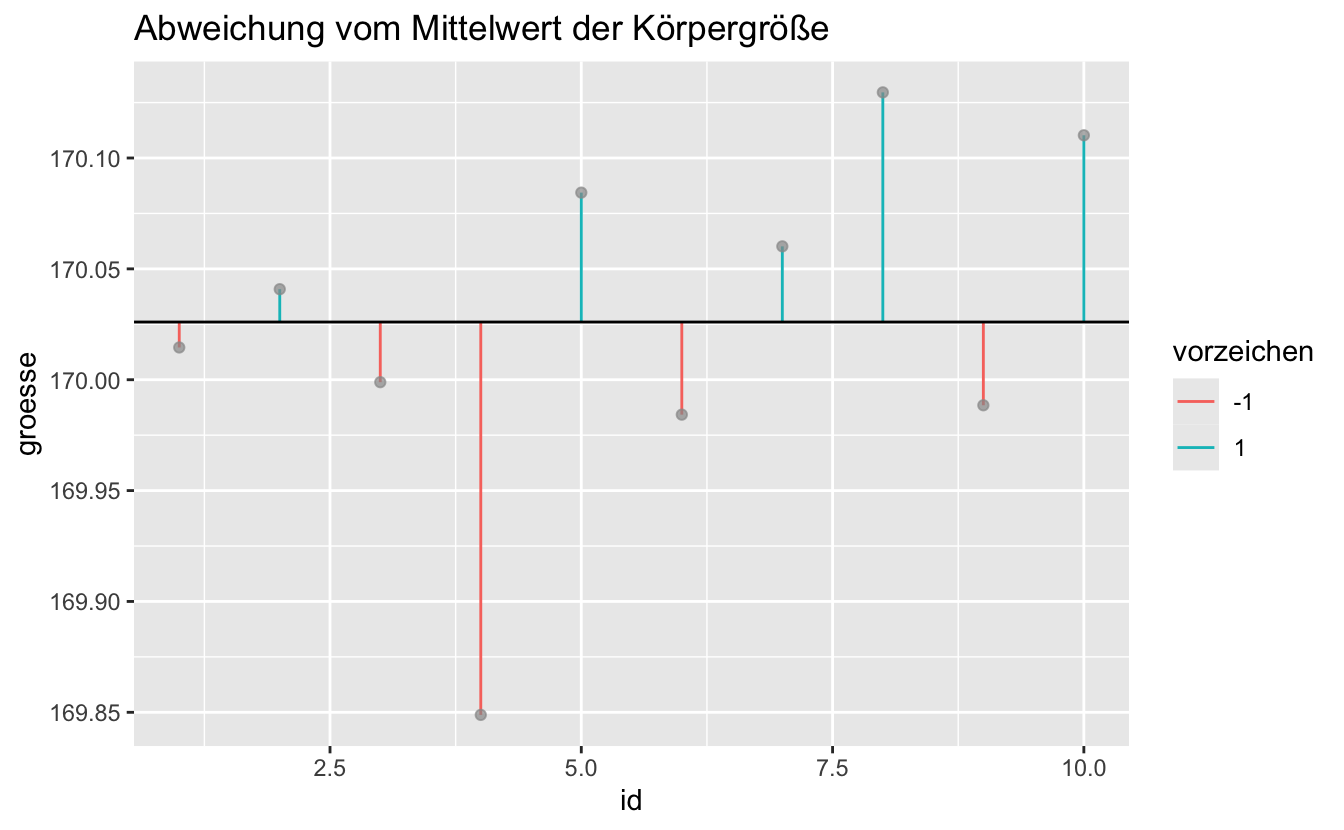 Abweichung vom Mittelwert der Körpergröße
170.10
170.05
170.00
169.95
169.90
169.85
groesse
2.5 5.0 7.5 10.0
id
vorzeichen
-1
1